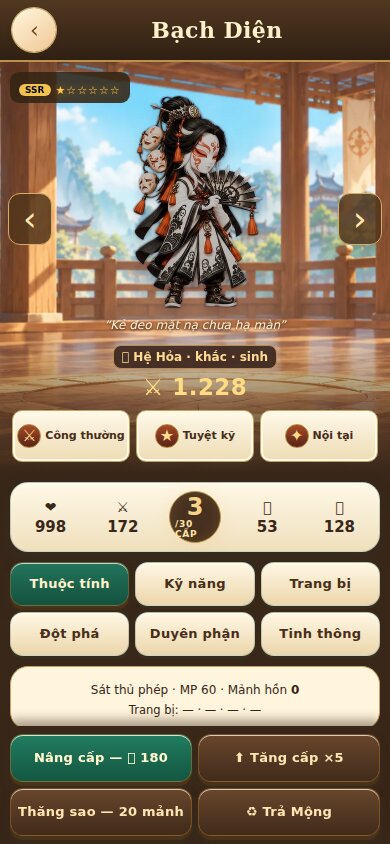 ‹
Bạch Diện
SSR ★☆☆☆☆☆
‹ ›
“Kẻ đeo mặt nạ chưa hạ màn”
Hệ Hỏa · khắc · sinh
⚔ 1.228
⚔ Công thường
★ Tuyệt kỹ
✦ Nội tại
❤ 998
⚔ 172
3
/30 CẤP
53
128
Thuộc tính
Kỹ năng
Trang bị
Đột phá
Duyên phận
Tinh thông
Sát thủ phép · MP 60 · Mảnh hồn 0
Trang bị: — · — · — · —
Nâng cấp — 180
⬆ Tăng cấp ×5
Thăng sao — 20 mảnh
♻ Trả Mộng